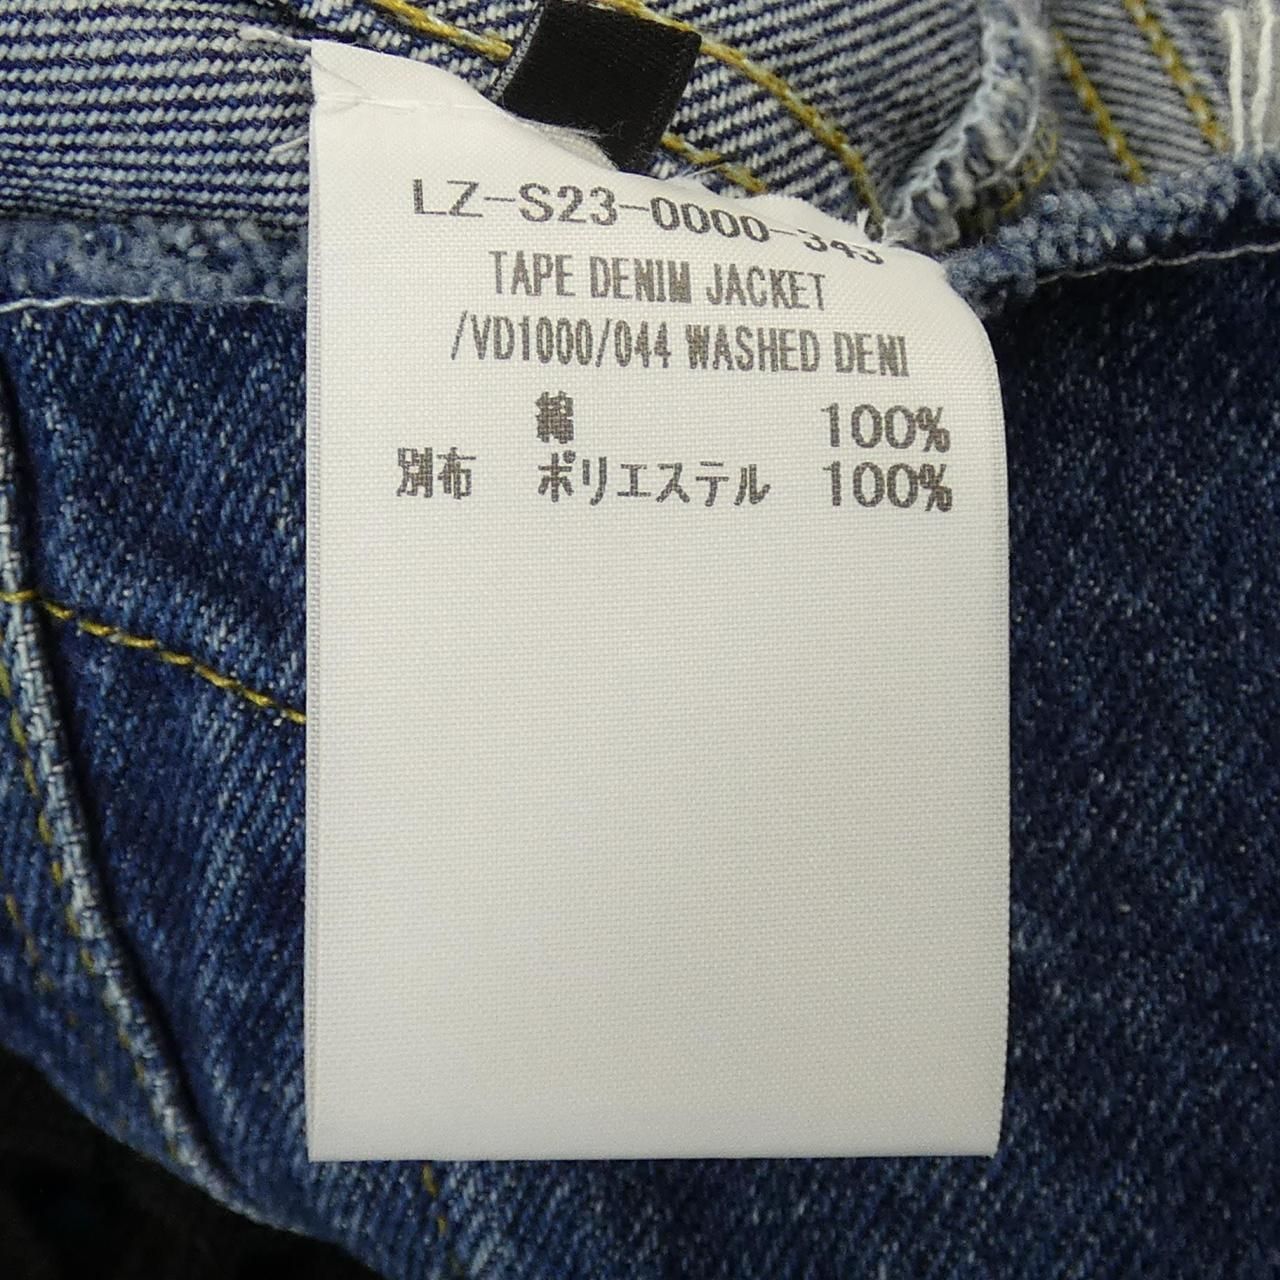 LZ-S23-0000-343
TAPE DENIM JACKET
/VD1000/044 WASHED DENI
綿 100%
別布 ポリエステル 100%